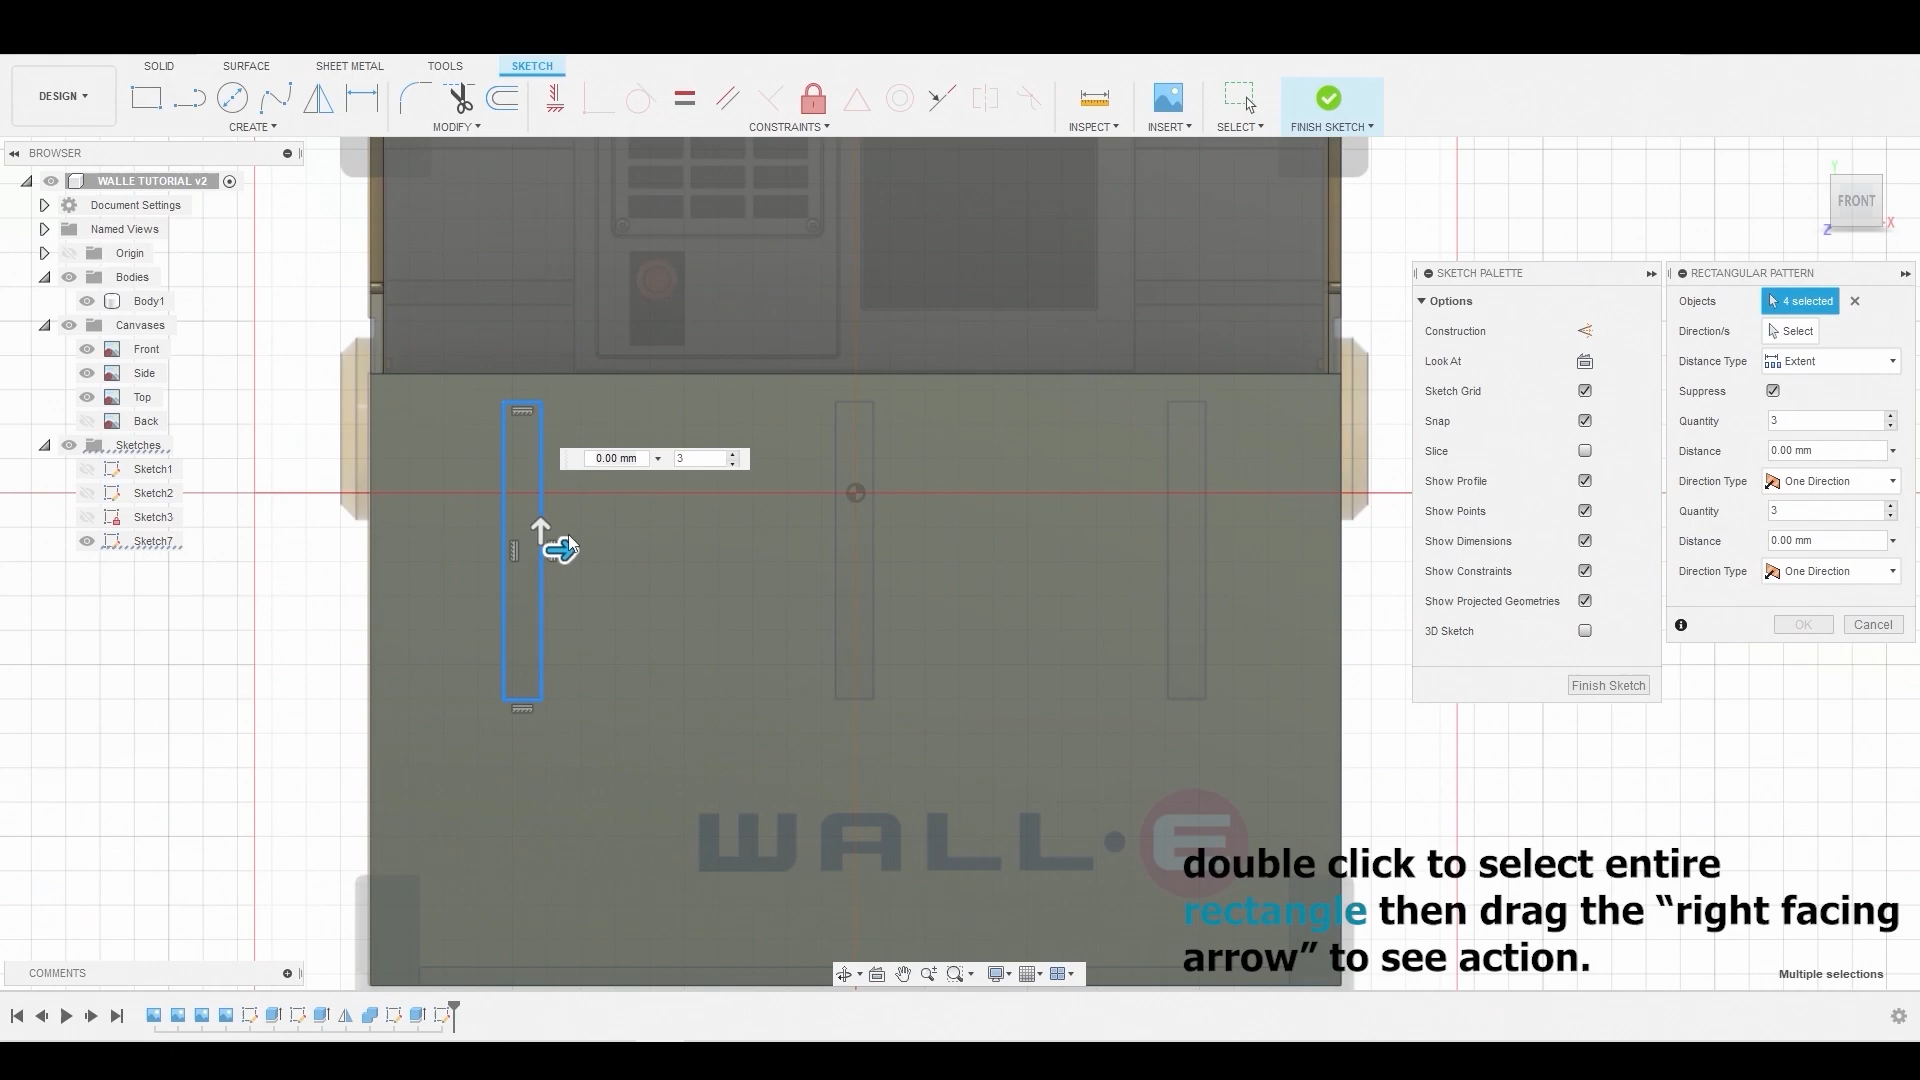 SOLID
SURFACE
SHEET METAL
TOOLS
SKETCH
DESIGN
CREATE
MODIFY
CONSTRAINTS
INSPECT
INSERT
SELECT
FINISH SKETCH
BROWSER
WALLE TUTORIAL v2
Document Settings
Named Views
Origin
Bodies
Body1
Canvases
Front
Side
Top
Back
Sketches
Sketch1
Sketch2
Sketch3
Sketch7
0.00 mm
3
Y
FRONT
Z
X
SKETCH PALETTE
Options
Construction
Look At
Sketch Grid
Snap
Slice
Show Profile
Show Points
Show Dimensions
Show Constraints
Show Projected Geometries
3D Sketch
Finish Sketch
RECTANGULAR PATTERN
Objects 4 selected
Direction/s Select
Distance Type Extent
Suppress
Quantity 3
Distance 0.00 mm
Direction Type One Direction
Quantity 3
Distance 0.00 mm
Direction Type One Direction
OK Cancel
WALL•E
double click to select entire
rectangle then drag the “right facing
arrow” to see action.
COMMENTS
Multiple selections